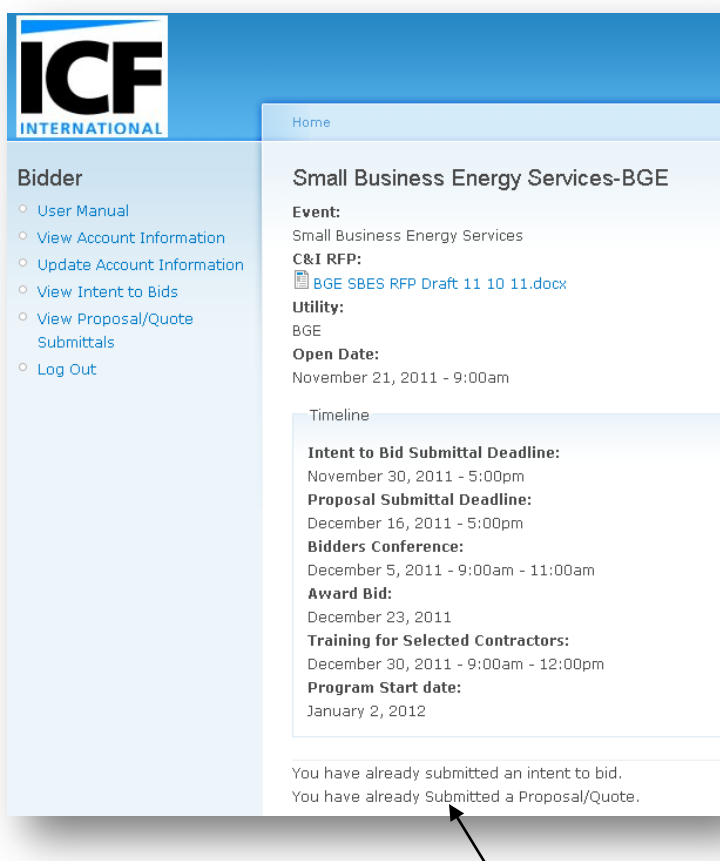 ICF
INTERNATIONAL
Home
Bidder
User Manual
View Account Information
Update Account Information
View Intent to Bids
View Proposal/Quote
Submittals
Log Out
Small Business Energy Services-BGE
Event:
Small Business Energy Services
C&I RFP:
BGE SBES RFP Draft 11 10 11.docx
Utility:
BGE
Open Date:
November 21, 2011 - 9:00am
Timeline
Intent to Bid Submittal Deadline:
November 30, 2011 - 5:00pm
Proposal Submittal Deadline:
December 16, 2011 - 5:00pm
Bidders Conference:
December 5, 2011 - 9:00am - 11:00am
Award Bid:
December 23, 2011
Training for Selected Contractors:
December 30, 2011 - 9:00am - 12:00pm
Program Start date:
January 2, 2012
You have already submitted an intent to bid.
You have already Submitted a Proposal/Quote.